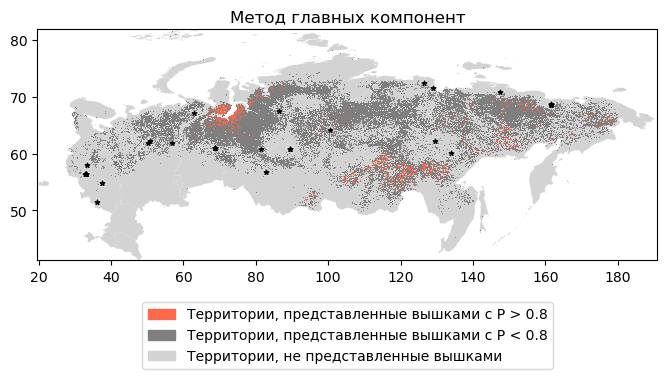 Метод главных компонент
80
70
60
50
20 40 60 80 100 120 140 160 180
Территории, представленные вышками с P > 0.8
Территории, представленные вышками с P < 0.8
Территории, не представленные вышками